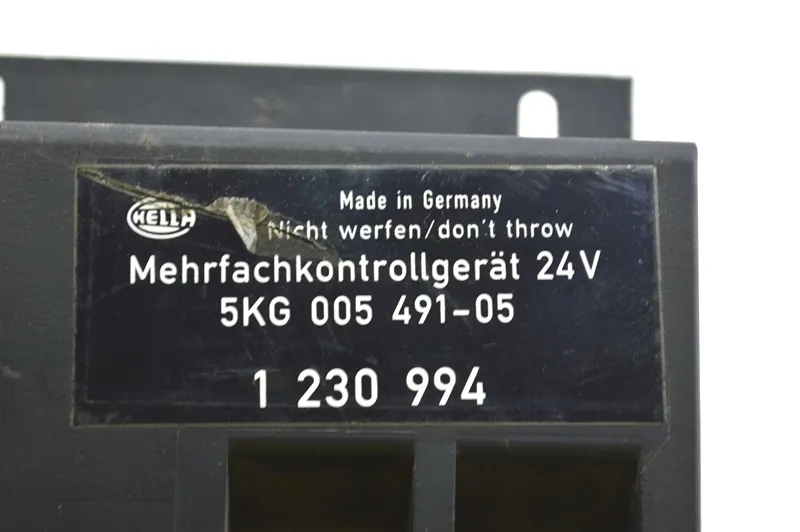 Made in Germany
HELLA
Nicht werfen/don't throw
Mehrfachkontrollgerät 24V
5KG 005 491-05
1 230 994